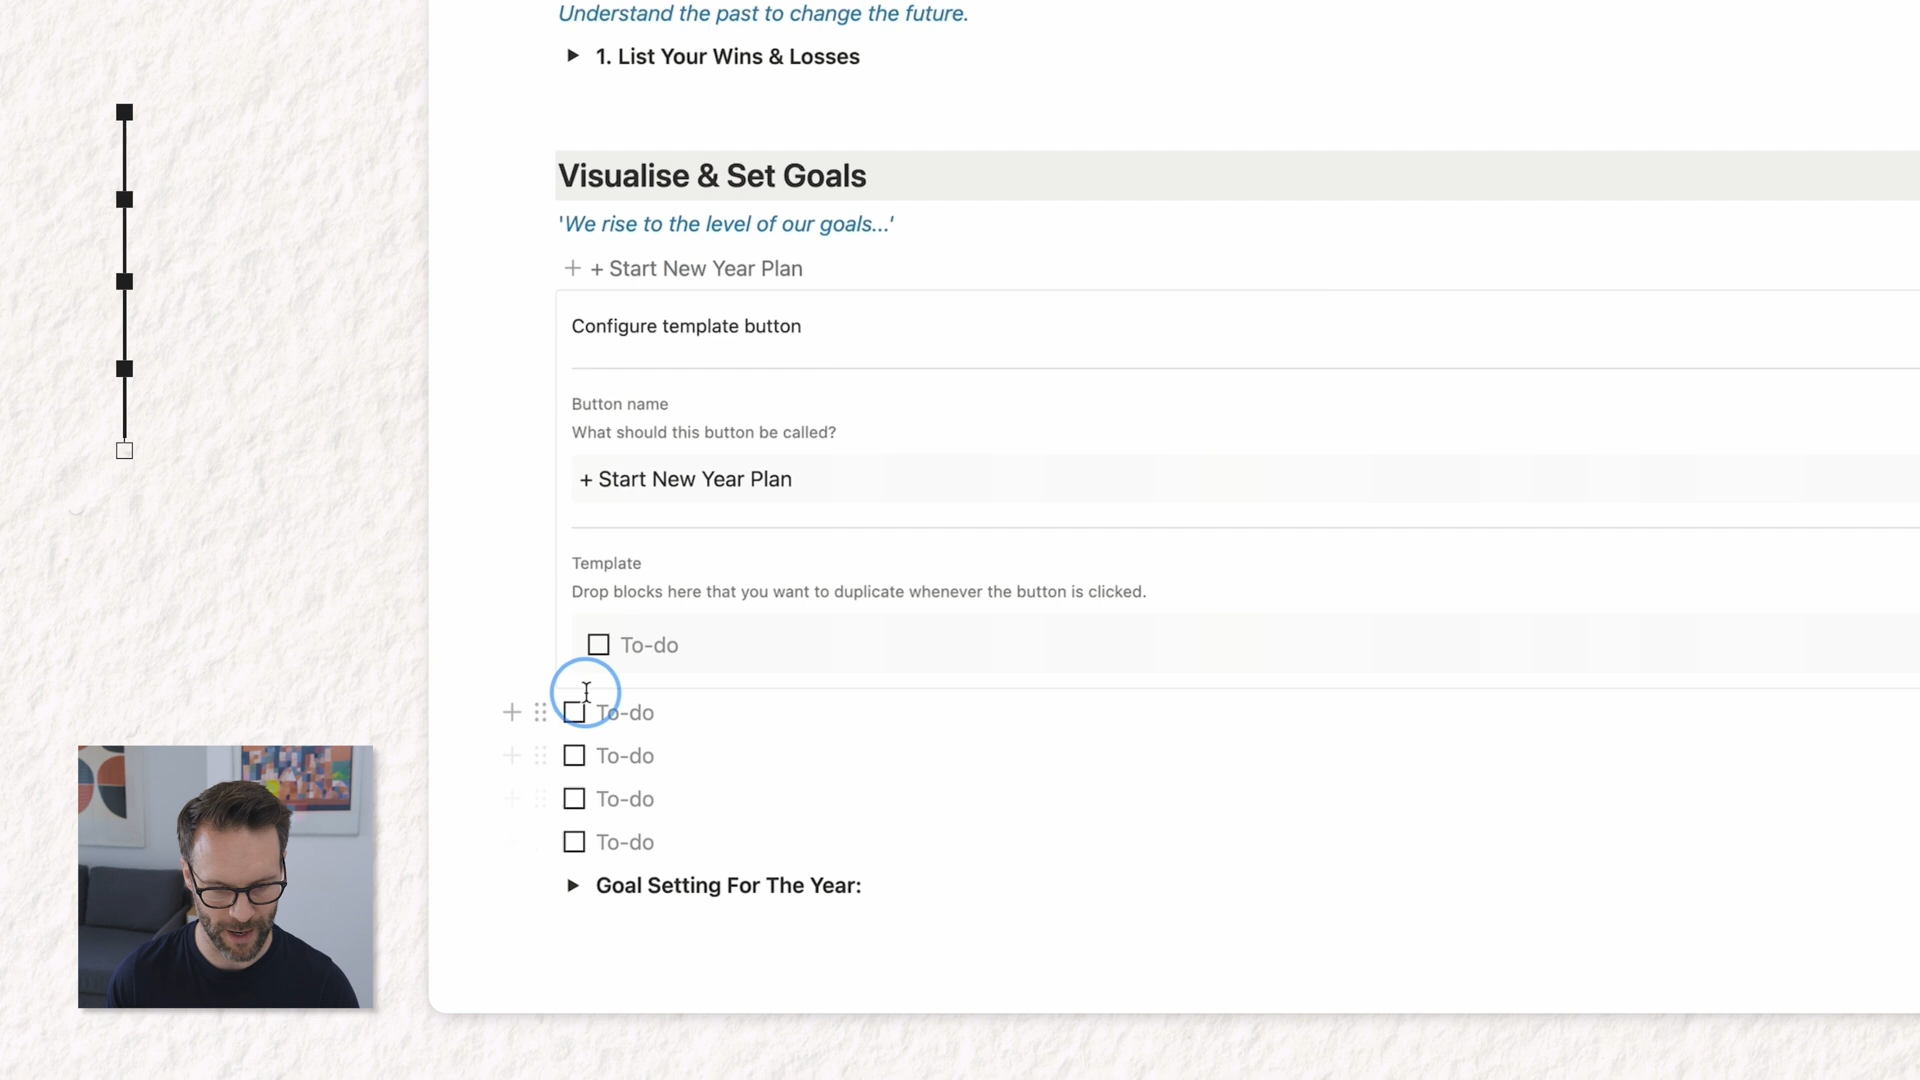 Understand the past to change the future.
1. List Your Wins & Losses
Visualise & Set Goals
'We rise to the level of our goals...'
+ Start New Year Plan
Configure template button
Button name
What should this button be called?
+ Start New Year Plan
Template
Drop blocks here that you want to duplicate whenever the button is clicked.
To-do
To-do
To-do
To-do
To-do
Goal Setting For The Year: